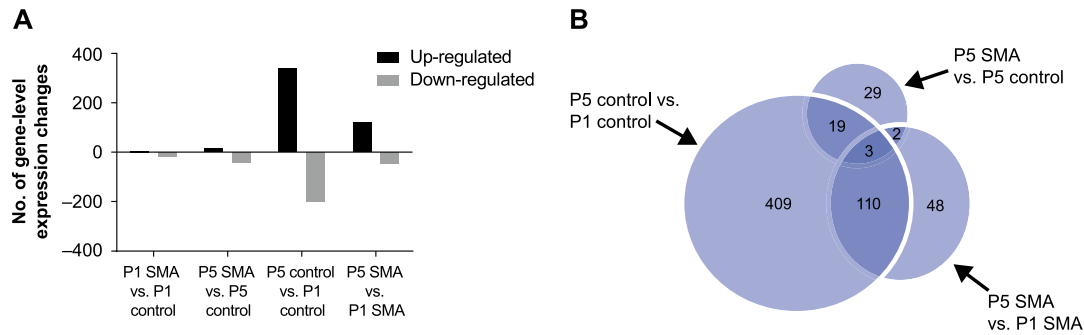 A
No. of gene-level
expression changes
400
200
0
–200
–400
Up-regulated
Down-regulated
P1 SMA
vs. P1
control
P5 SMA
vs. P5
control
P5 control
vs. P1
control
P5 SMA
vs.
P1 SMA
B
P5 SMA
vs. P5 control
P5 control vs.
P1 control
29
19
2
3
409
110
48
P5 SMA
vs. P1 SMA